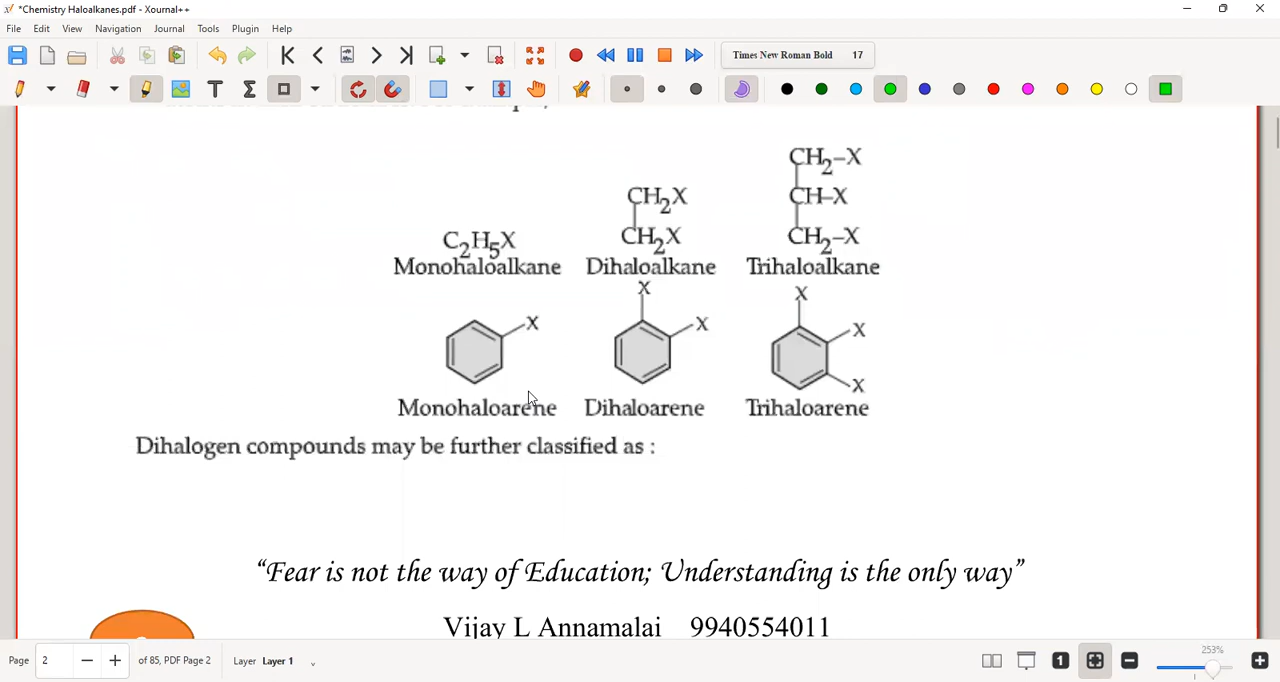 *Chemistry Haloalkanes.pdf - Xournal++
File Edit View Navigation Journal Tools Plugin Help
Times New Roman Bold 17
CH₂–X
CH₂X CH–X
C₂H₅X CH₂X CH₂–X
Monohaloalkane Dihaloalkane Trihaloalkane
X X
X X X
X
Monohaloarene Dihaloarene Trihaloarene
Dihalogen compounds may be further classified as :
“Fear is not the way of Education; Understanding is the only way”
Vijay L Annamalai 9940554011
Page 2 of 85, PDF Page 2 Layer Layer 1 253%